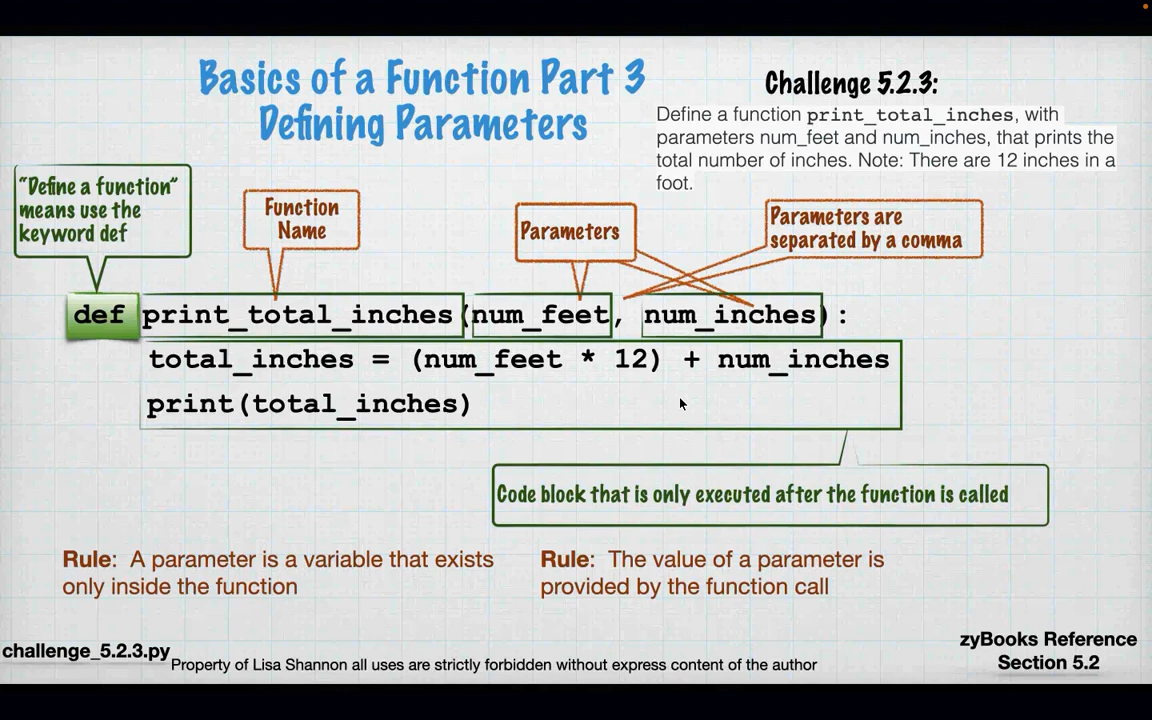 Basics of a Function Part 3
Defining Parameters
Challenge 5.2.3:
Define a function print_total_inches, with
parameters num_feet and num_inches, that prints the
total number of inches. Note: There are 12 inches in a
foot.
“Define a function”
means use the
keyword def
Function
Name
Parameters
Parameters are
separated by a comma
def print_total_inches(num_feet, num_inches):
total_inches = (num_feet * 12) + num_inches
print(total_inches)
Code block that is only executed after the function is called
Rule: A parameter is a variable that exists
only inside the function
Rule: The value of a parameter is
provided by the function call
challenge_5.2.3.py
Property of Lisa Shannon all uses are strictly forbidden without express content of the author
zyBooks Reference
Section 5.2